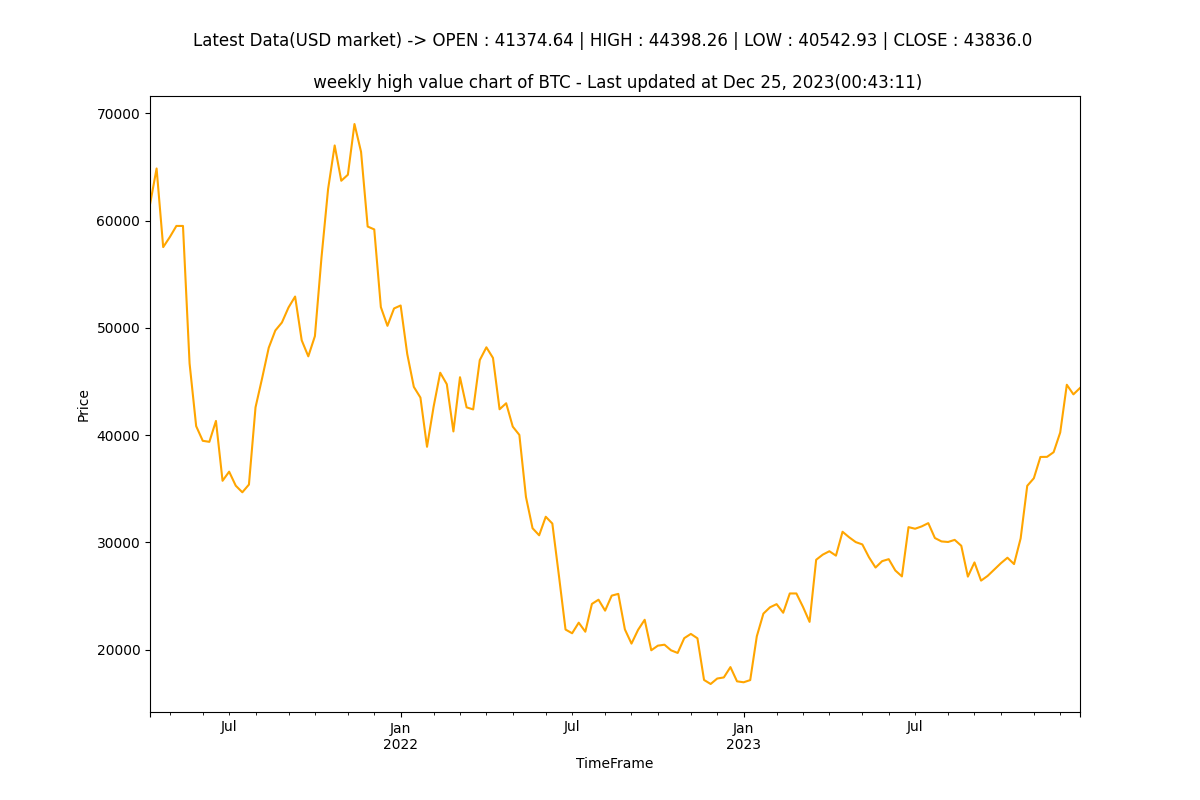 Latest Data(USD market) -> OPEN : 41374.64 | HIGH : 44398.26 | LOW : 40542.93 | CLOSE : 43836.0
weekly high value chart of BTC - Last updated at Dec 25, 2023(00:43:11)
70000
60000
50000
40000
30000
20000
Price
Jul
Jan
2022
Jul
Jan
2023
Jul
TimeFrame